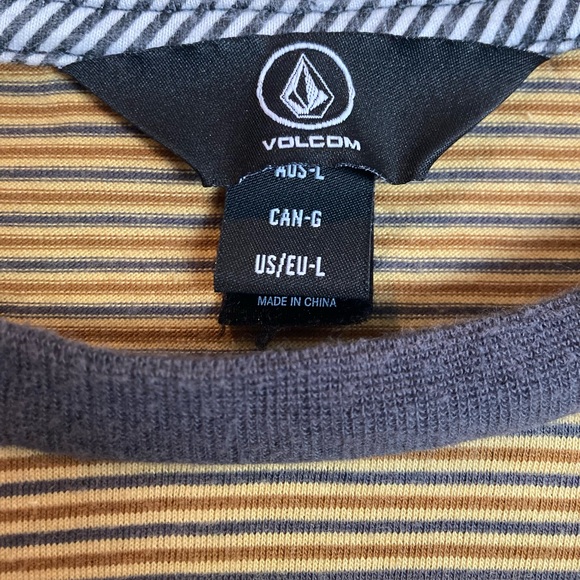 VOLCOM
AUS-L
CAN-G
US/EU-L
MADE IN CHINA